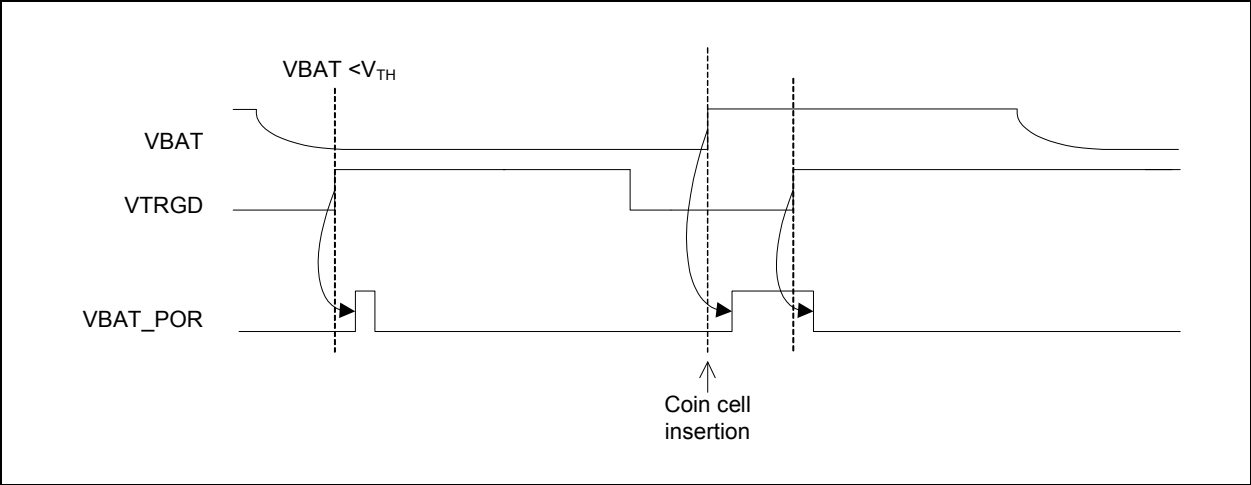 VBAT <VTH
VBAT
VTRGD
VBAT_POR
Coin cell
insertion